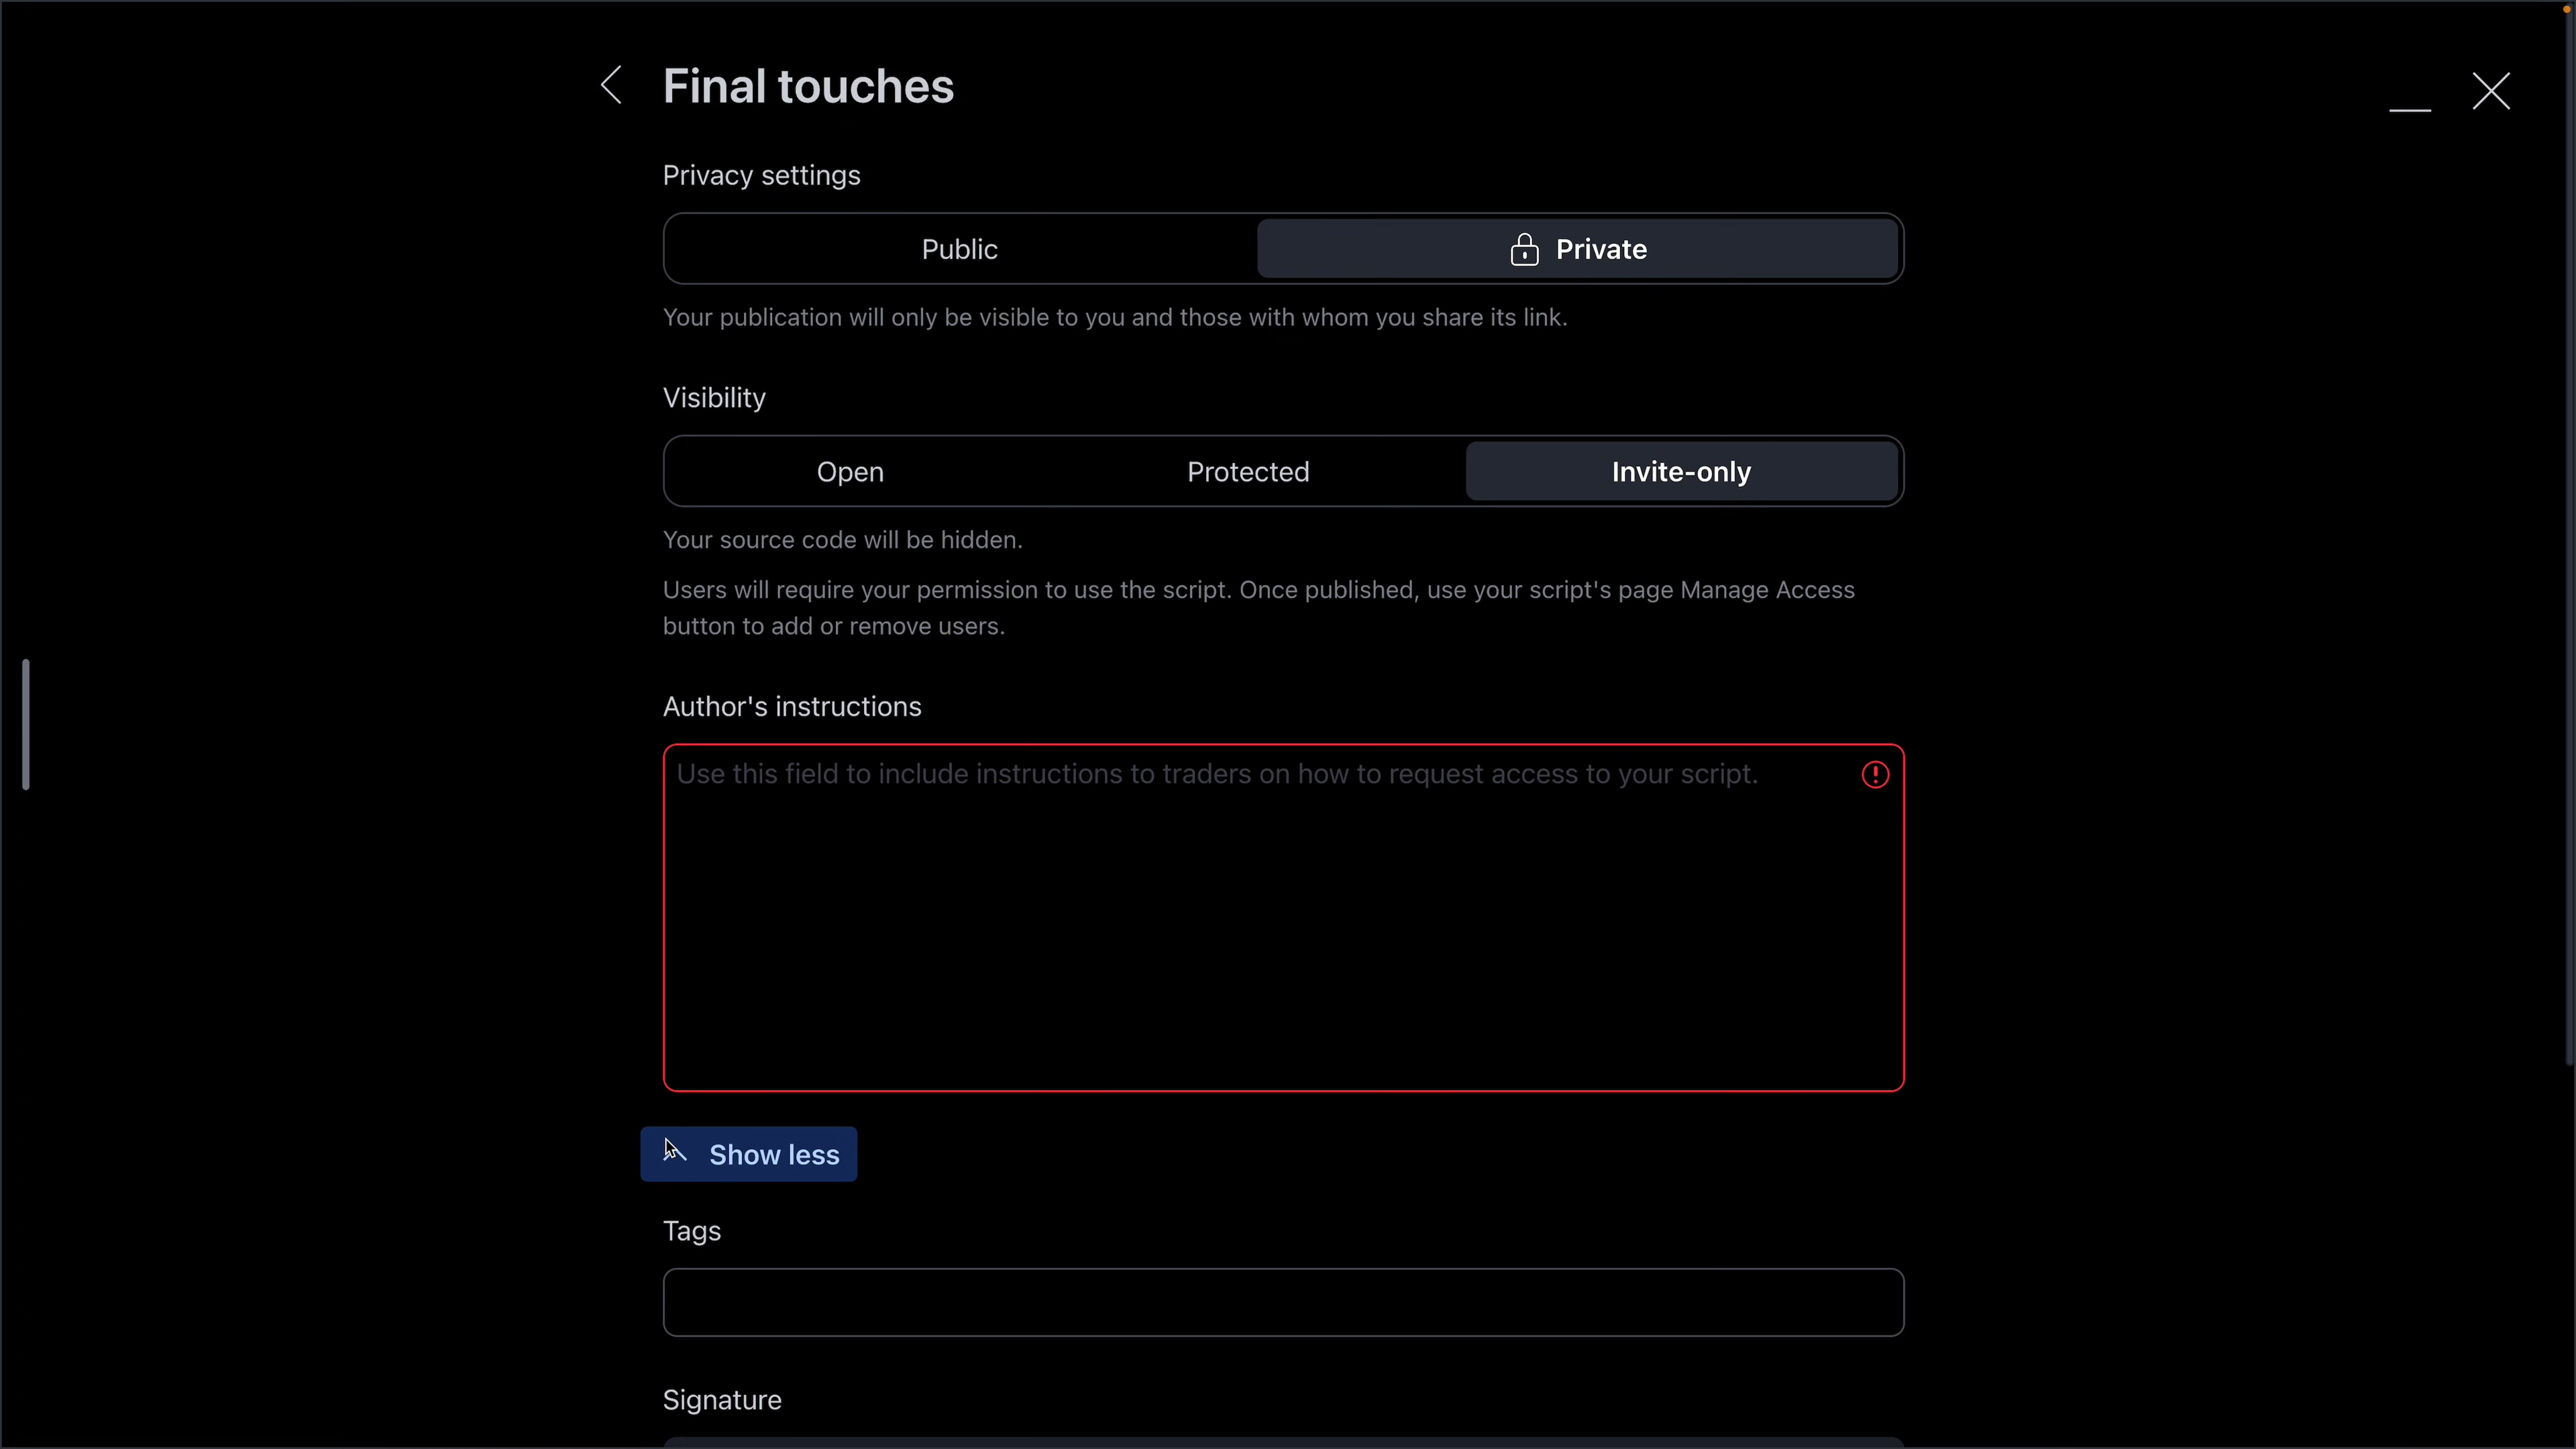 Final touches
Privacy settings
Public
Private
Your publication will only be visible to you and those with whom you share its link.
Visibility
Open
Protected
Invite-only
Your source code will be hidden.
Users will require your permission to use the script. Once published, use your script's page Manage Access
button to add or remove users.
Author's instructions
Use this field to include instructions to traders on how to request access to your script.
Show less
Tags
Signature